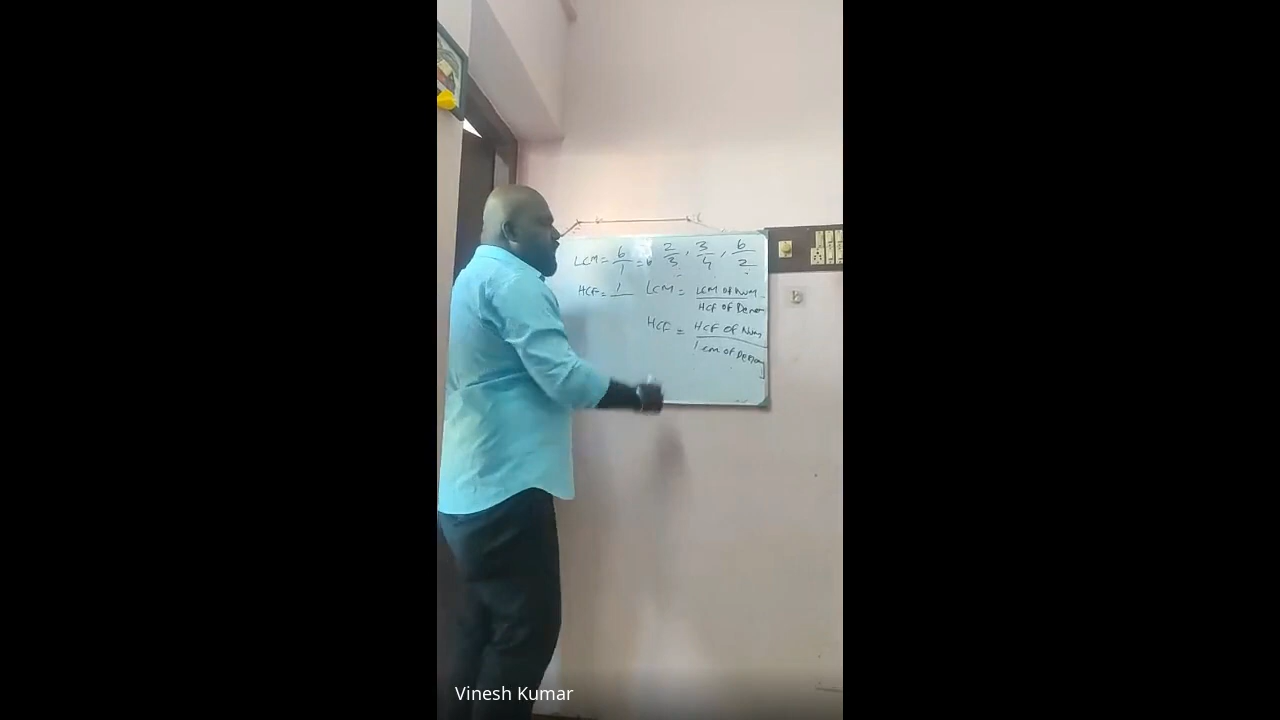 LCM = 6/1 = 6 2/3 , 3/4 , 6/2
HCF = 1/ LCM = LCM of Num / HCF of Denom
HCF = HCF of Num / lcm of Denom
Vinesh Kumar